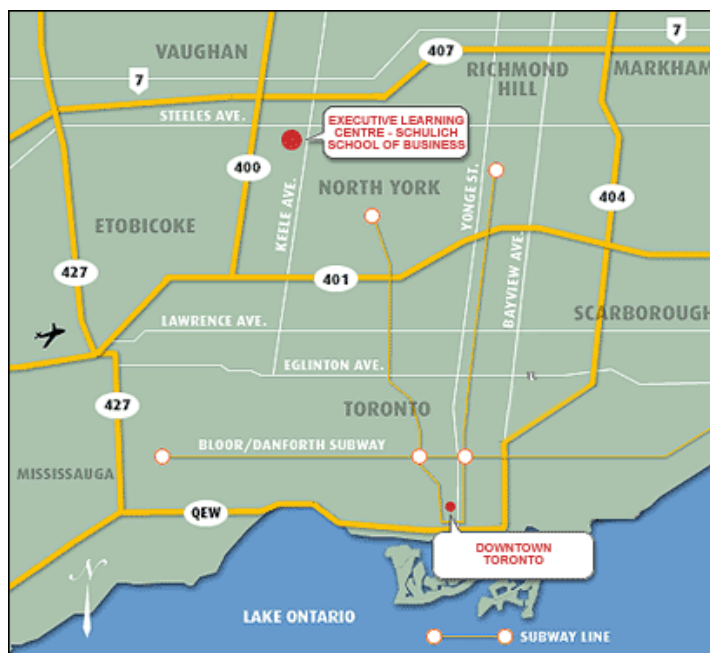 VAUGHAN
407
7
7
RICHMOND
HILL
MARKHAM
STEELES AVE.
EXECUTIVE LEARNING
CENTRE - SCHULICH
SCHOOL OF BUSINESS
400
NORTH YORK
404
KEELE AVE.
YONGE ST.
ETOBICOKE
BAYVIEW AVE.
427
401
SCARBOROUGH
LAWRENCE AVE.
EGLINTON AVE.
427
TORONTO
BLOOR/DANFORTH SUBWAY
MISSISSAUGA
QEW
DOWNTOWN
TORONTO
N
LAKE ONTARIO
SUBWAY LINE